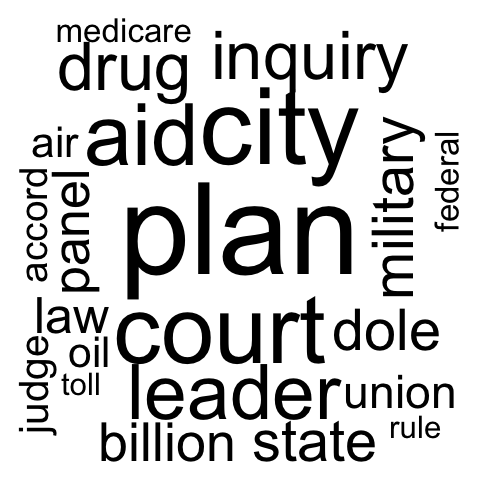 medicare
drug inquiry
aid city
air
accord
panel
military
federal
plan
law court dole
oil
judge
toll
leader union
rule
billion state